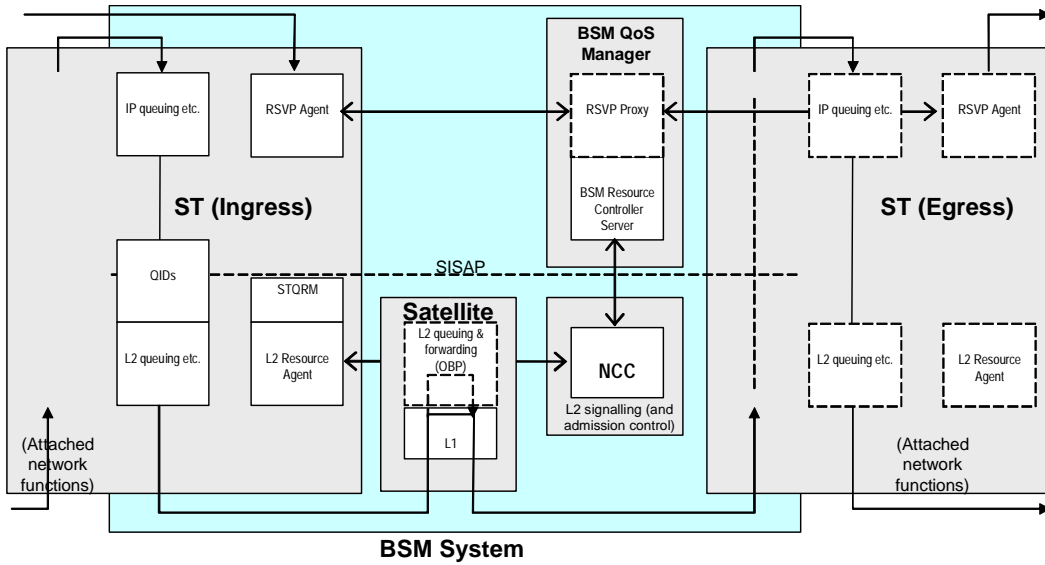 BSM QoS
Manager
IP queuing etc.
RSVP Agent
RSVP Proxy
IP queuing etc.
RSVP Agent
ST (Ingress)
BSM Resource
Controller
Server
ST (Egress)
QIDs
SISAP
STQRM
Satellite
L2 queuing etc.
L2 Resource
Agent
L2 queuing &
forwarding
(OBP)
NCC
L2 queuing etc.
L2 Resource
Agent
L2 signalling (and
admission control)
L1
(Attached
network
functions)
(Attached
network
functions)
BSM System